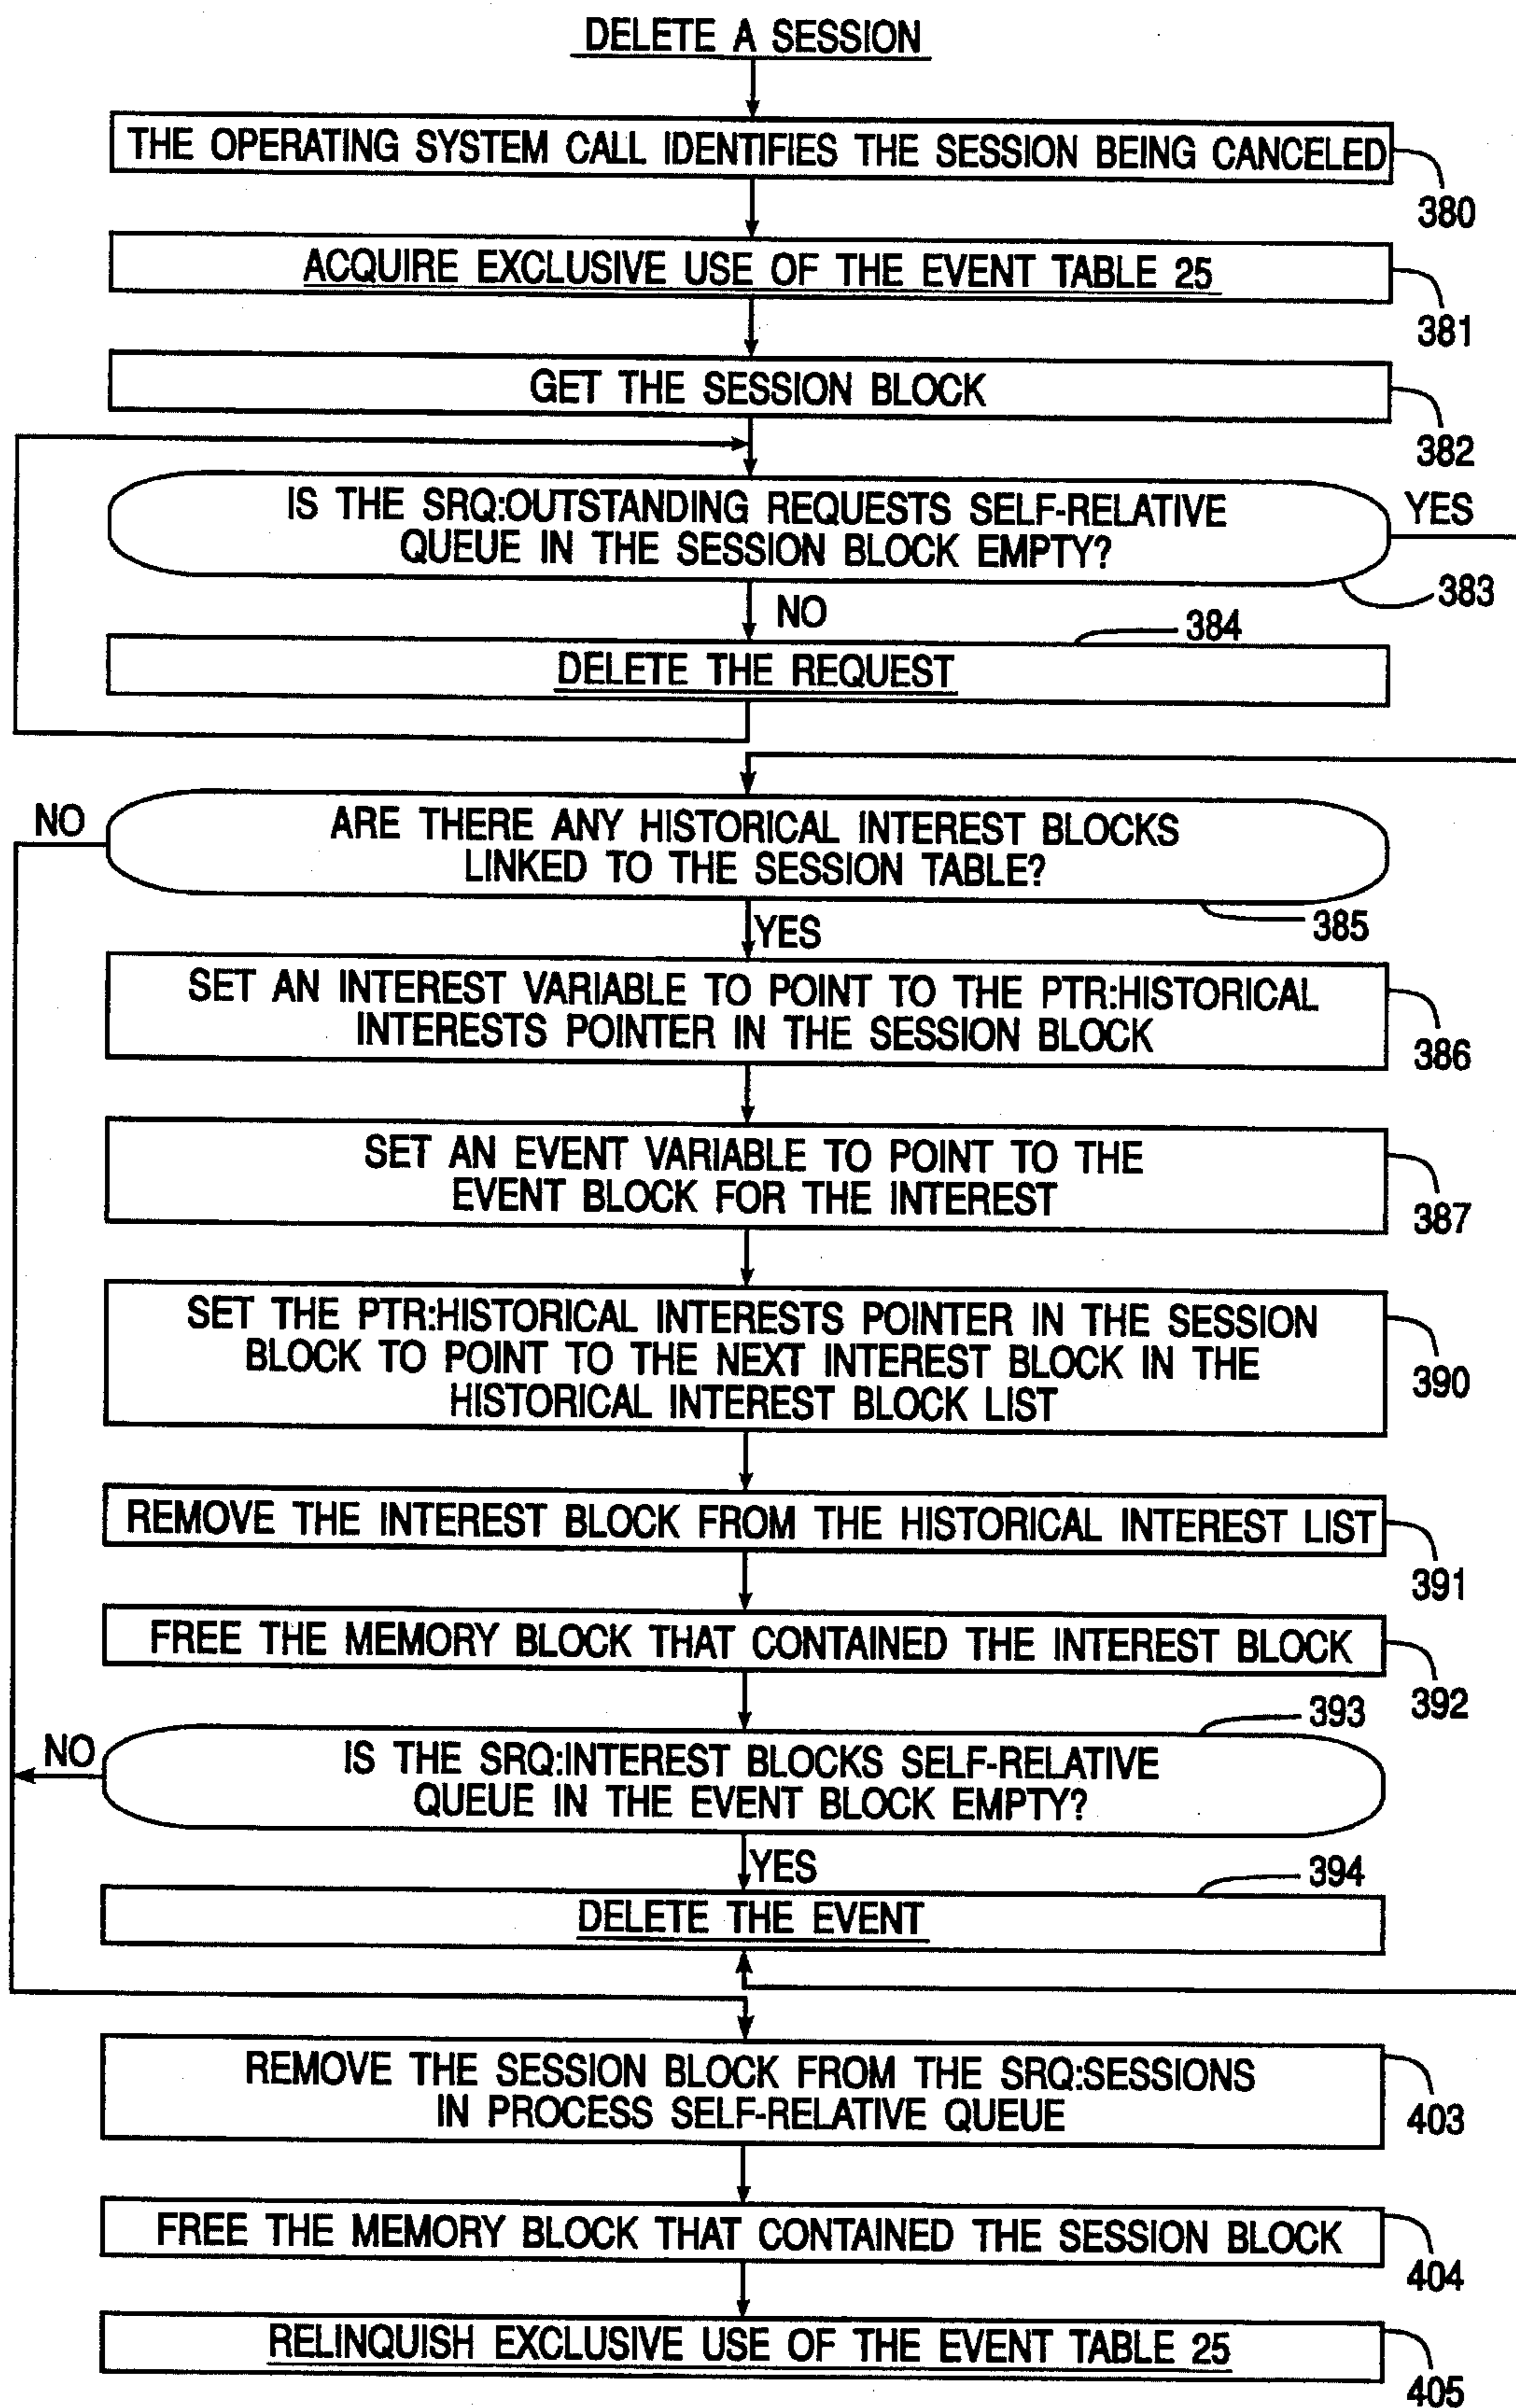 DELETE A SESSION
THE OPERATING SYSTEM CALL IDENTIFIES THE SESSION BEING CANCELED
380
ACQUIRE EXCLUSIVE USE OF THE EVENT TABLE 25
381
GET THE SESSION BLOCK
382
IS THE SRQ:OUTSTANDING REQUESTS SELF-RELATIVE
QUEUE IN THE SESSION BLOCK EMPTY?
YES
383
NO
384
DELETE THE REQUEST
NO
ARE THERE ANY HISTORICAL INTEREST BLOCKS
LINKED TO THE SESSION TABLE?
385
YES
SET AN INTEREST VARIABLE TO POINT TO THE PTR:HISTORICAL
INTERESTS POINTER IN THE SESSION BLOCK
386
SET AN EVENT VARIABLE TO POINT TO THE
EVENT BLOCK FOR THE INTEREST
387
SET THE PTR:HISTORICAL INTERESTS POINTER IN THE SESSION
BLOCK TO POINT TO THE NEXT INTEREST BLOCK IN THE
HISTORICAL INTEREST BLOCK LIST
390
REMOVE THE INTEREST BLOCK FROM THE HISTORICAL INTEREST LIST
391
FREE THE MEMORY BLOCK THAT CONTAINED THE INTEREST BLOCK
392
393
NO
IS THE SRQ:INTEREST BLOCKS SELF-RELATIVE
QUEUE IN THE EVENT BLOCK EMPTY?
YES
394
DELETE THE EVENT
REMOVE THE SESSION BLOCK FROM THE SRQ:SESSIONS
IN PROCESS SELF-RELATIVE QUEUE
403
FREE THE MEMORY BLOCK THAT CONTAINED THE SESSION BLOCK
404
RELINQUISH EXCLUSIVE USE OF THE EVENT TABLE 25
405